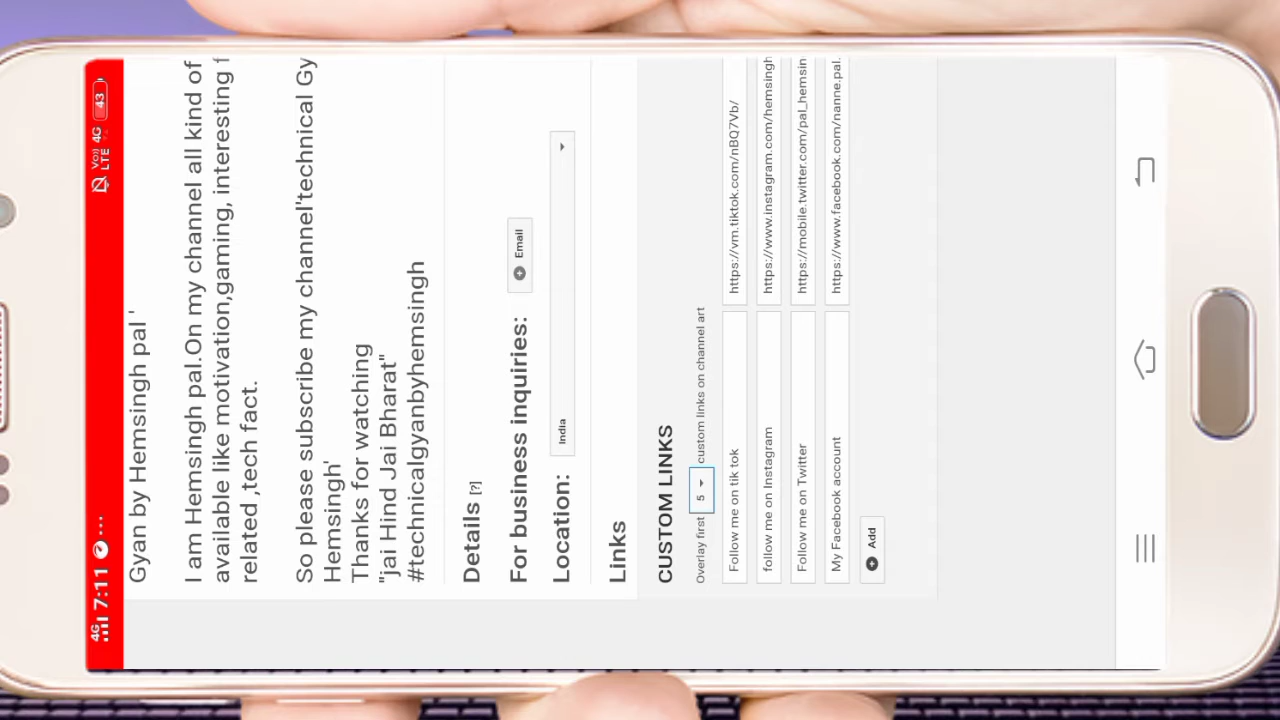 4G 7:11
VoLTE 4G 43
Gyan by Hemsingh pal '
I am Hemsingh pal.On my channel all kind of
available like motivation,gaming, interesting f
related ,tech fact.
So please subscribe my channel'technical Gy
Hemsingh'
Thanks for watching
"jai Hind Jai Bharat"
#technicalgyanbyhemsingh
Details [?]
For business inquiries: Email
Location: India
Links
CUSTOM LINKS
Overlay first 5 custom links on channel art
Follow me on tik tok https://vm.tiktok.com/nBQ7Vb/
follow me on Instagram https://www.instagram.com/hemsingh
Follow me on Twitter https://mobile.twitter.com/pal_hemsin
My Facebook account https://www.facebook.com/nanne.pal.
Add